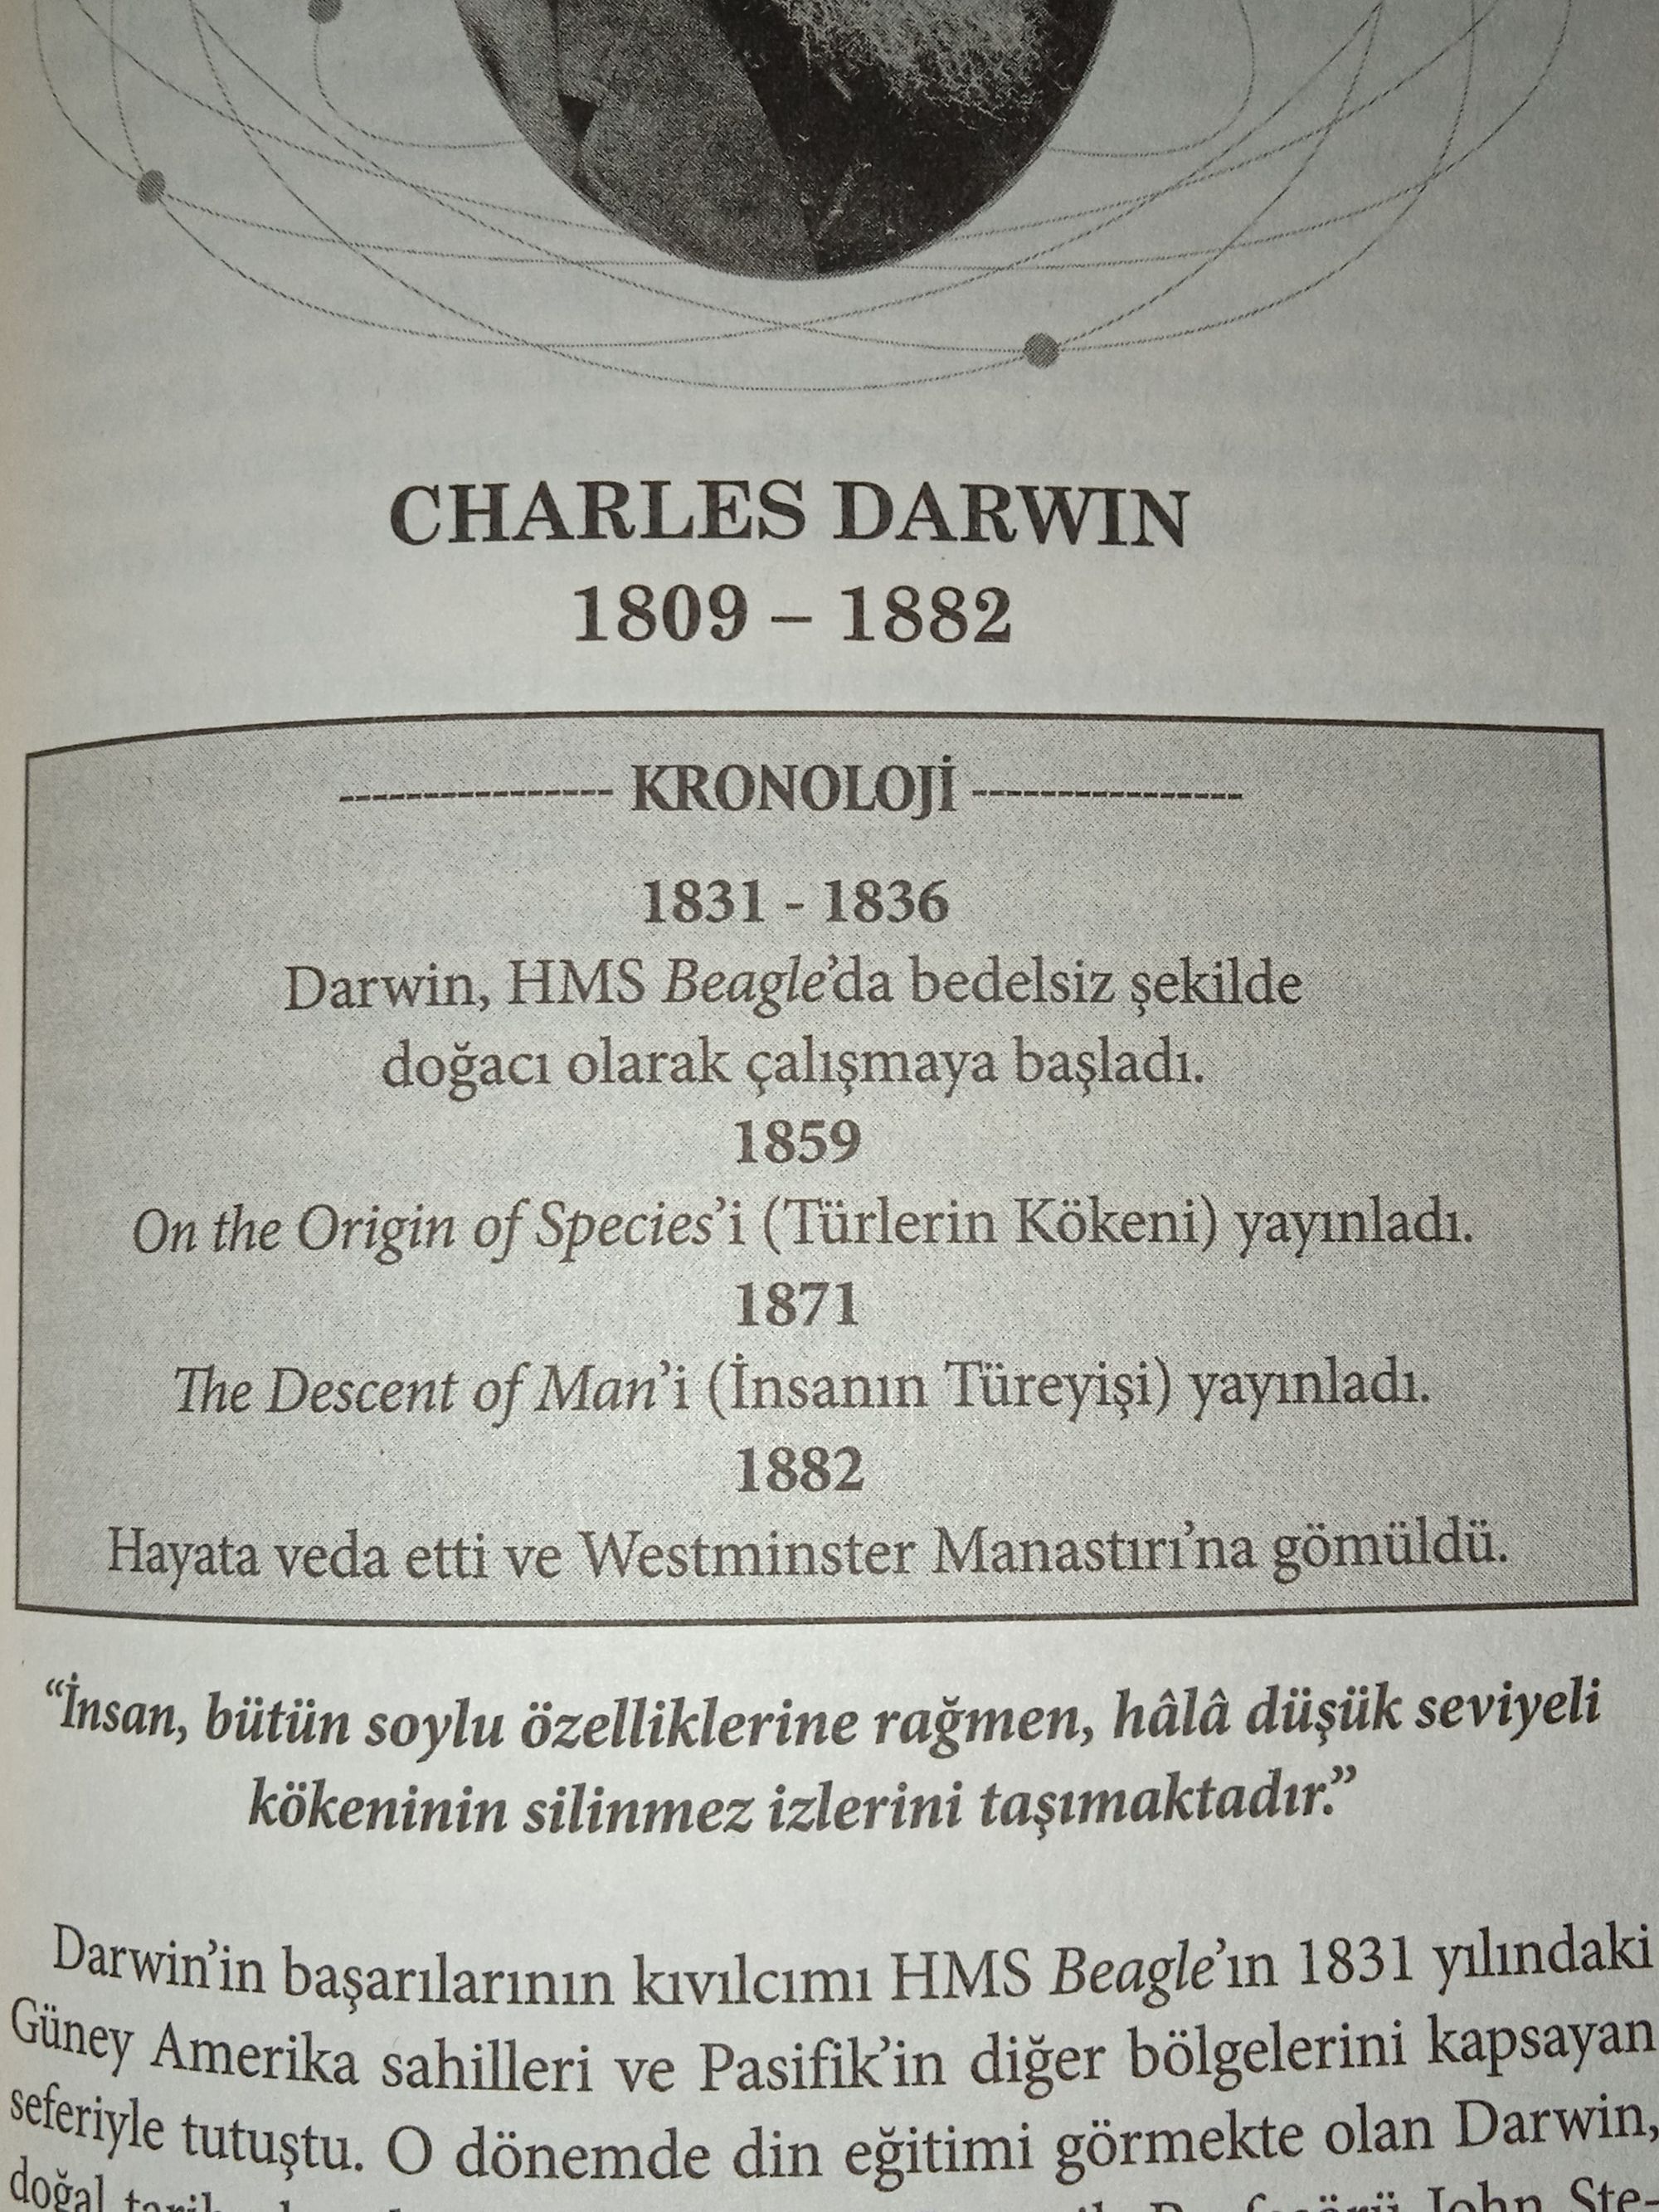 CHARLES DARWIN
1809 – 1882
---------------- KRONOLOJİ ----------------
1831 - 1836
Darwin, HMS Beagle’da bedelsiz şekilde
doğacı olarak çalışmaya başladı.
1859
On the Origin of Species’i (Türlerin Kökeni) yayınladı.
1871
The Descent of Man’i (İnsanın Türeyişi) yayınladı.
1882
Hayata veda etti ve Westminster Manastırı’na gömüldü.
“İnsan, bütün soylu özelliklerine rağmen, hâlâ düşük seviyeli
kökeninin silinmez izlerini taşımaktadır.”
Darwin’in başarılarının kıvılcımı HMS Beagle’ın 1831 yılındaki
Güney Amerika sahilleri ve Pasifik’in diğer bölgelerini kapsayan
seferiyle tutuştu. O dönemde din eğitimi görmekte olan Darwin,
doğal John Ste-